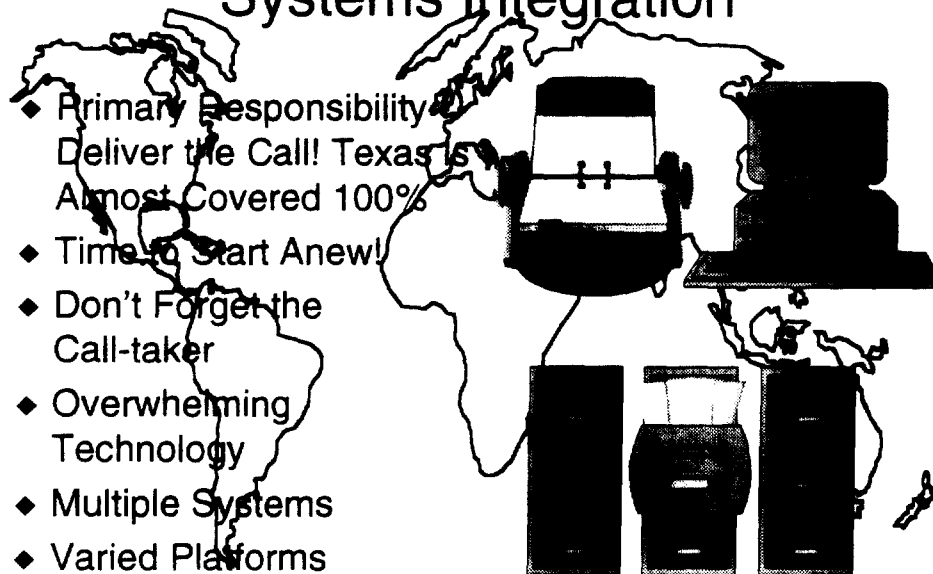 Systems Integration
◆ Primary Responsibility
Deliver the Call! Texas is
Almost Covered 100%
◆ Time to Start Anew!
◆ Don't Forget the
Call-taker
◆ Overwhelming
Technology
◆ Multiple Systems
◆ Varied Platforms